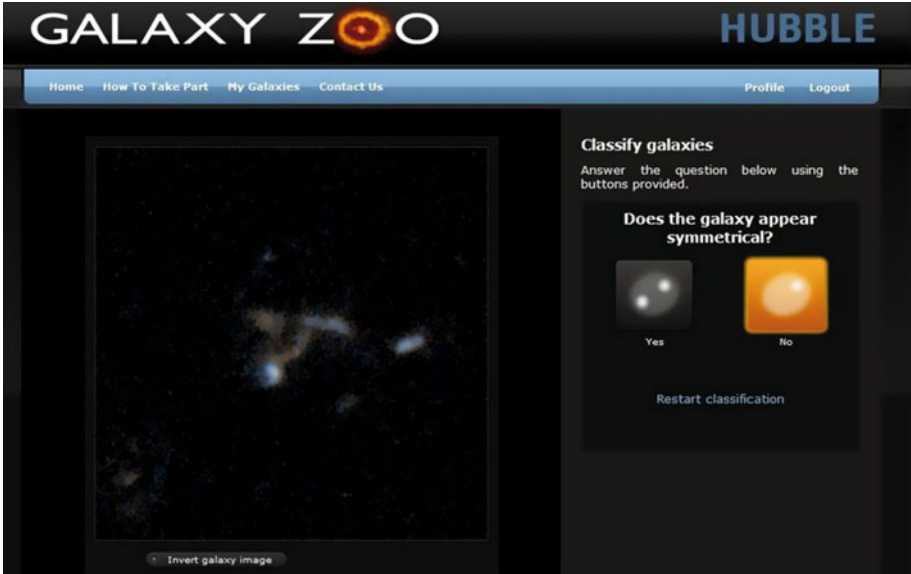 GALAXY ZOO
HUBBLE
Home How To Take Part My Galaxies Contact Us Profile Logout
Classify galaxies
Answer the question below using the
buttons provided.
Does the galaxy appear
symmetrical?
Yes No
Restart classification
Invert galaxy image